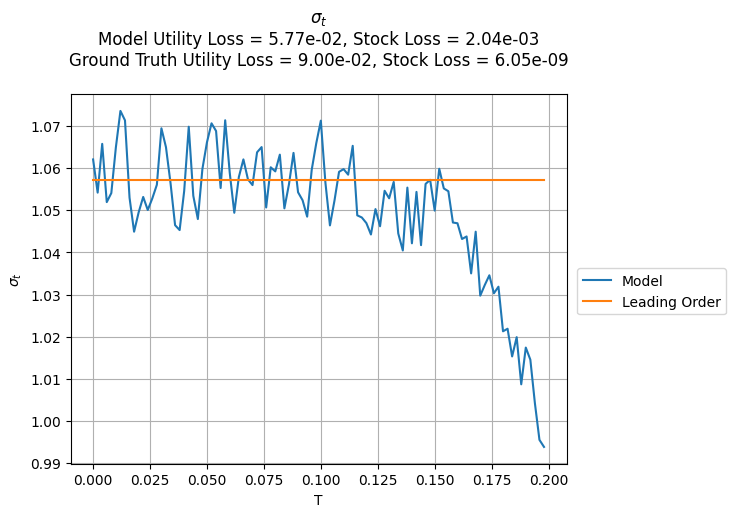 σt
Model Utility Loss = 5.77e-02, Stock Loss = 2.04e-03
Ground Truth Utility Loss = 9.00e-02, Stock Loss = 6.05e-09
1.07
1.06
1.05
1.04
1.03
1.02
1.01
1.00
0.99
σt
0.000 0.025 0.050 0.075 0.100 0.125 0.150 0.175 0.200
T
Model
Leading Order